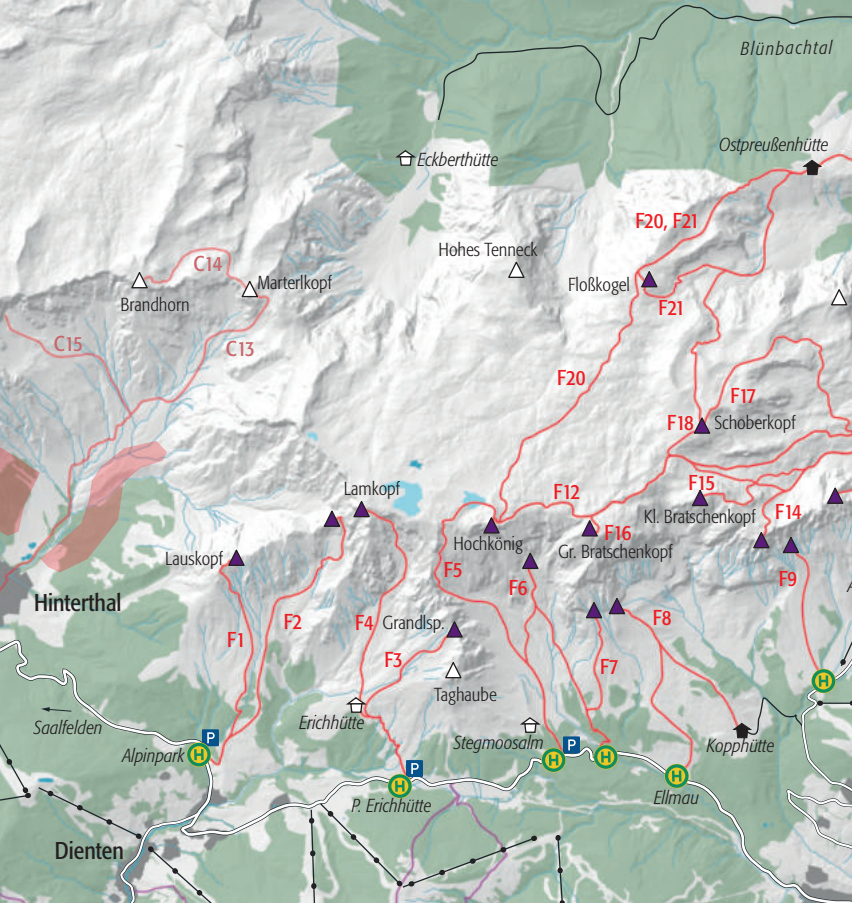 Blünbachtal
Ostpreußenhütte
Eckberthütte
F20, F21
Hohes Tenneck
C14
Marterlkopf
Floßkogel
Brandhorn
F21
C15
C13
F20
F17
F18
Schoberkopf
Lamkopf
F12
F15
Kl. Bratschenkopf
F14
Hochkönig
F16
Gr. Bratschenkopf
Lauskopf
F5
F6
F9
Hinterthal
F1
F2
F4
Grandlsp.
F8
F3
F7
Taghaube
Saalfelden
Erichhütte
P
Alpinpark
H
Stegmoosalm
P
H
H
Kopphütte
H
P
H
P. Erichhütte
H
Ellmau
Dienten